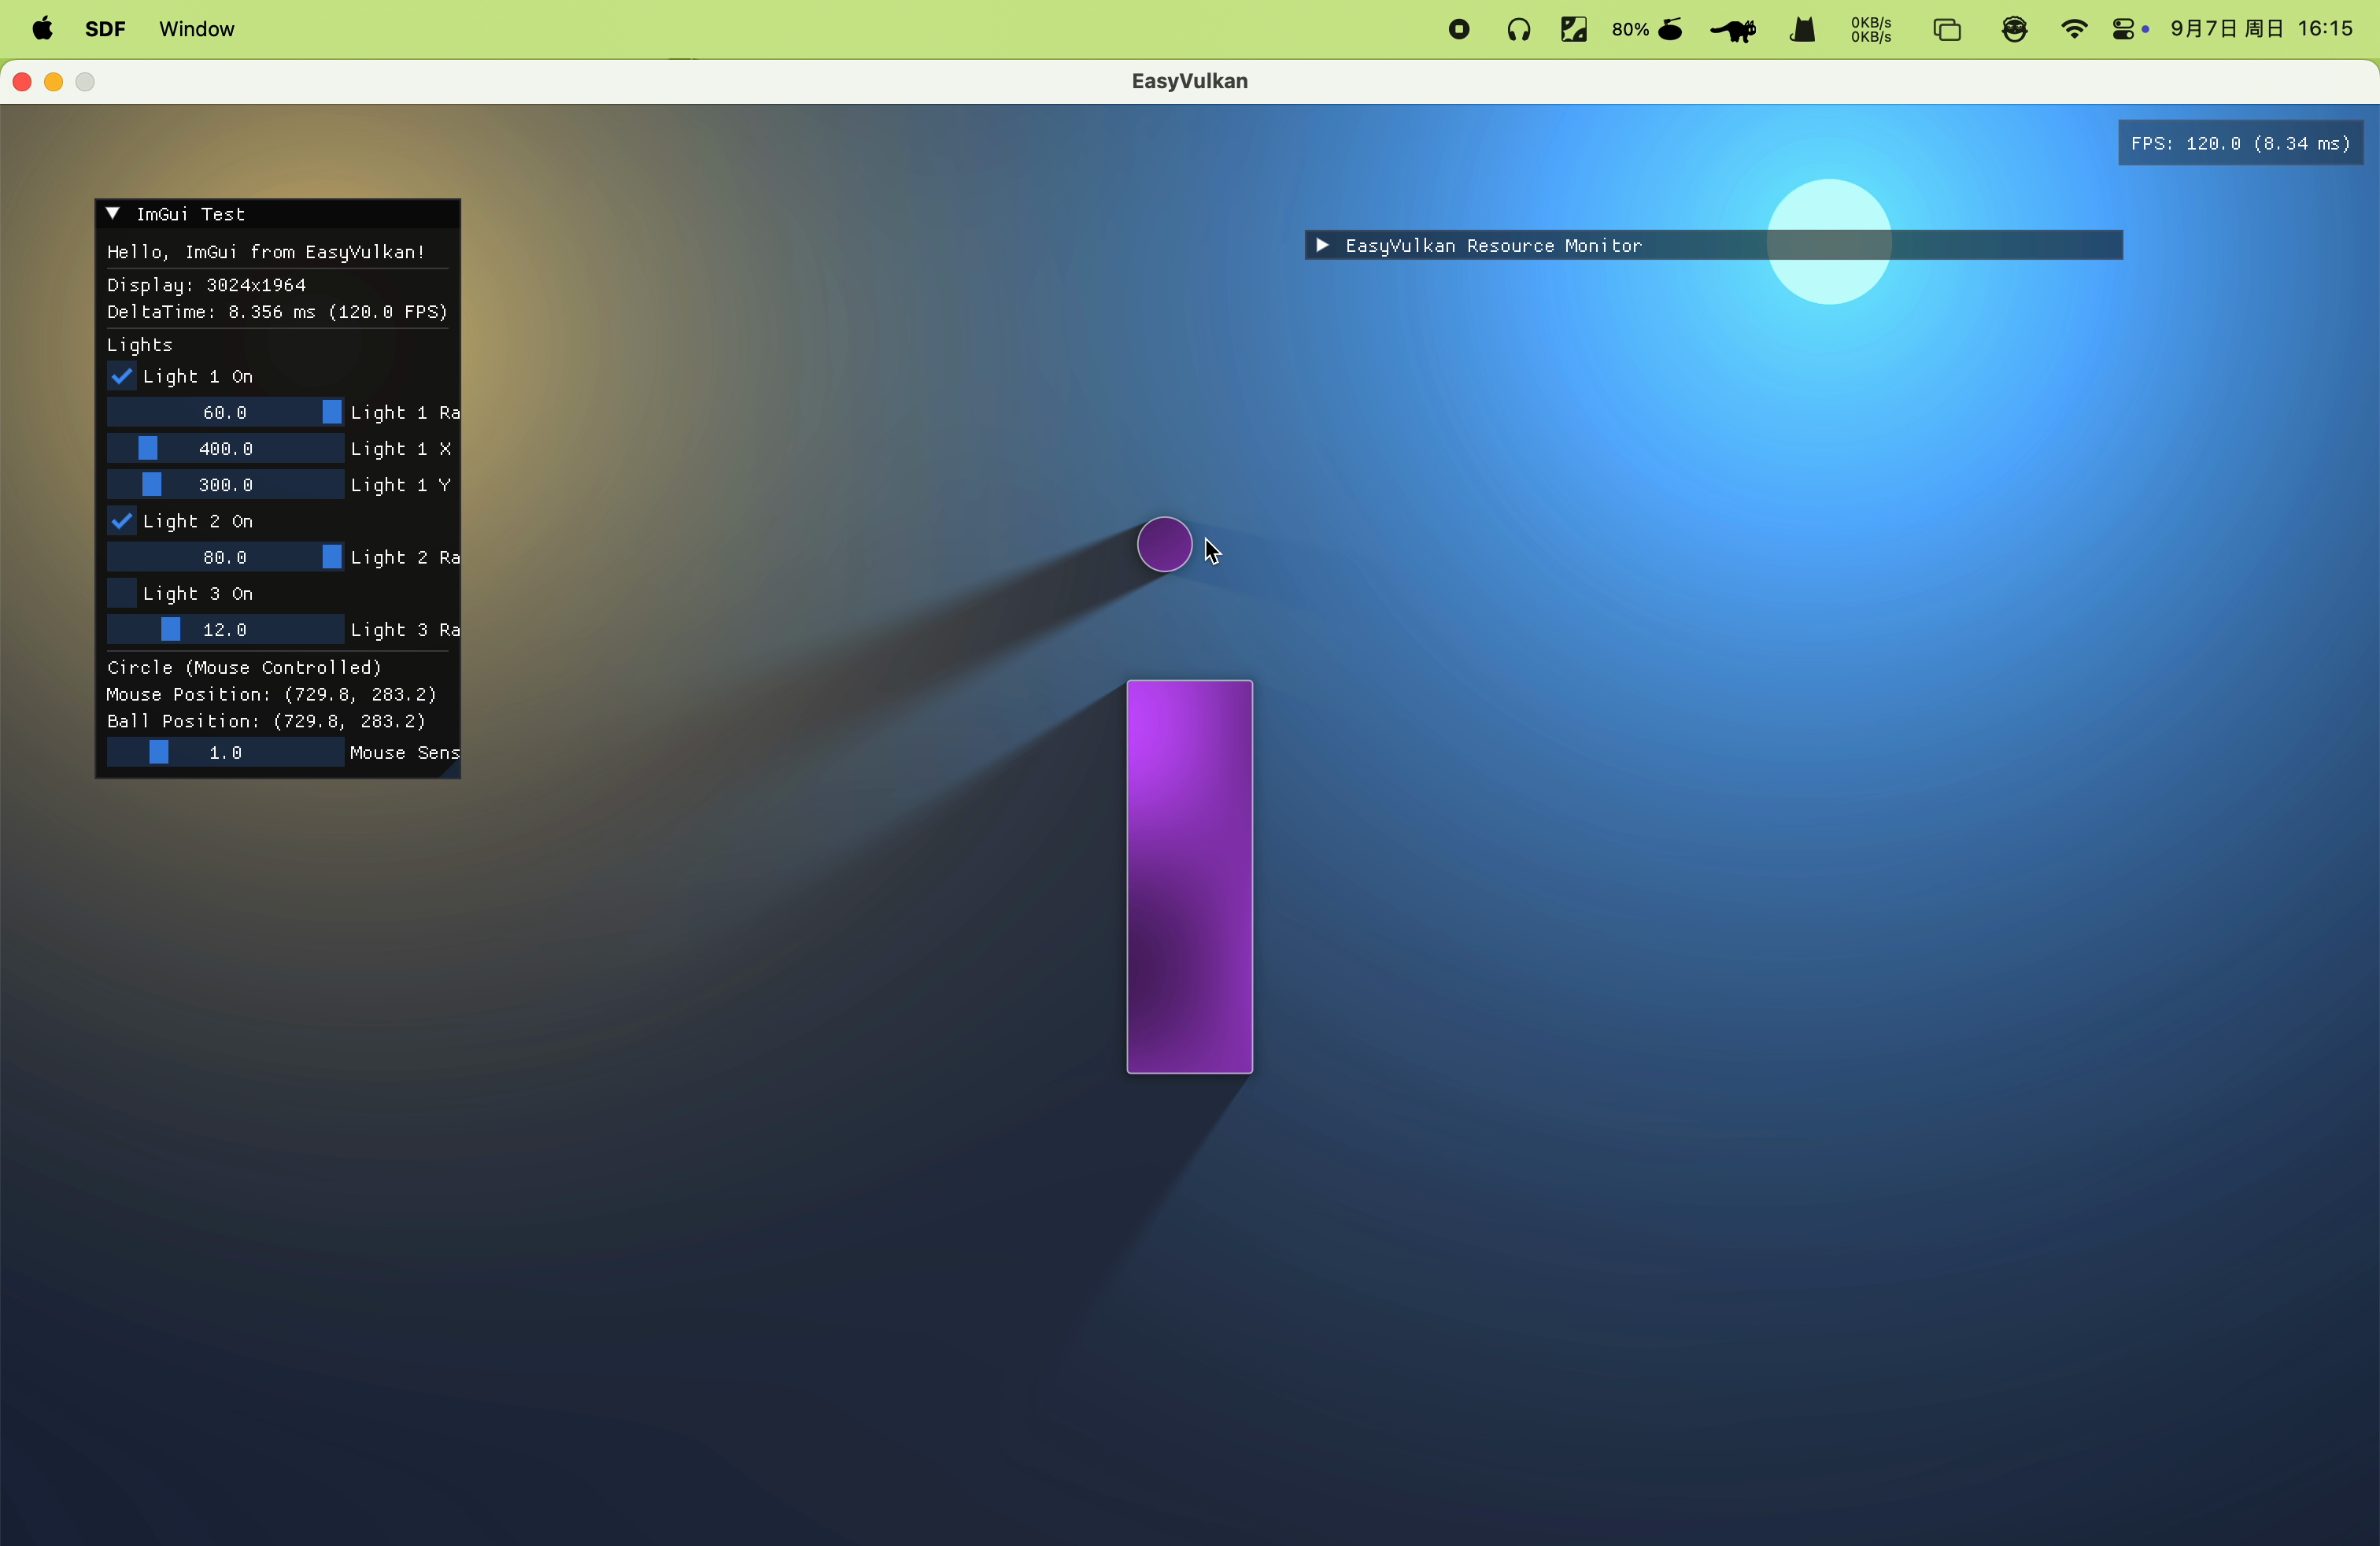 SDF Window 80% 0KB/s 9月7日 周日 16:15
0KB/s
EasyVulkan
FPS: 120.0 (8.34 ms)
ImGui Test
Hello, ImGui from EasyVulkan!
Display: 3024x1964
DeltaTime: 8.356 ms (120.0 FPS)
Lights
Light 1 On
60.0 Light 1 Ra
400.0 Light 1 X
300.0 Light 1 Y
Light 2 On
80.0 Light 2 Ra
Light 3 On
12.0 Light 3 Ra
Circle (Mouse Controlled)
Mouse Position: (729.8, 283.2)
Ball Position: (729.8, 283.2)
1.0 Mouse Sens
EasyVulkan Resource Monitor